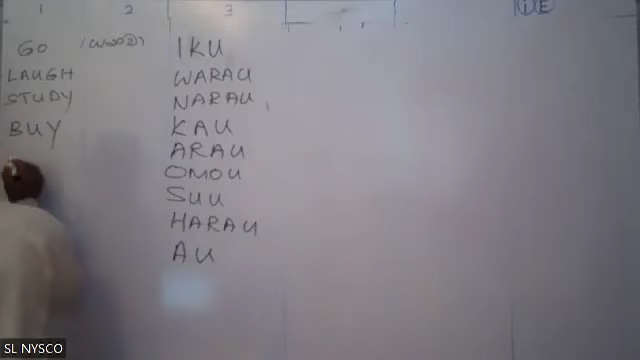 1 2 3
GO IKU
LAUGH WARAU
STUDY NARAU
BUY KAU
ARAU
OMOU
SUU
HARAU
AU
SL NYSCO